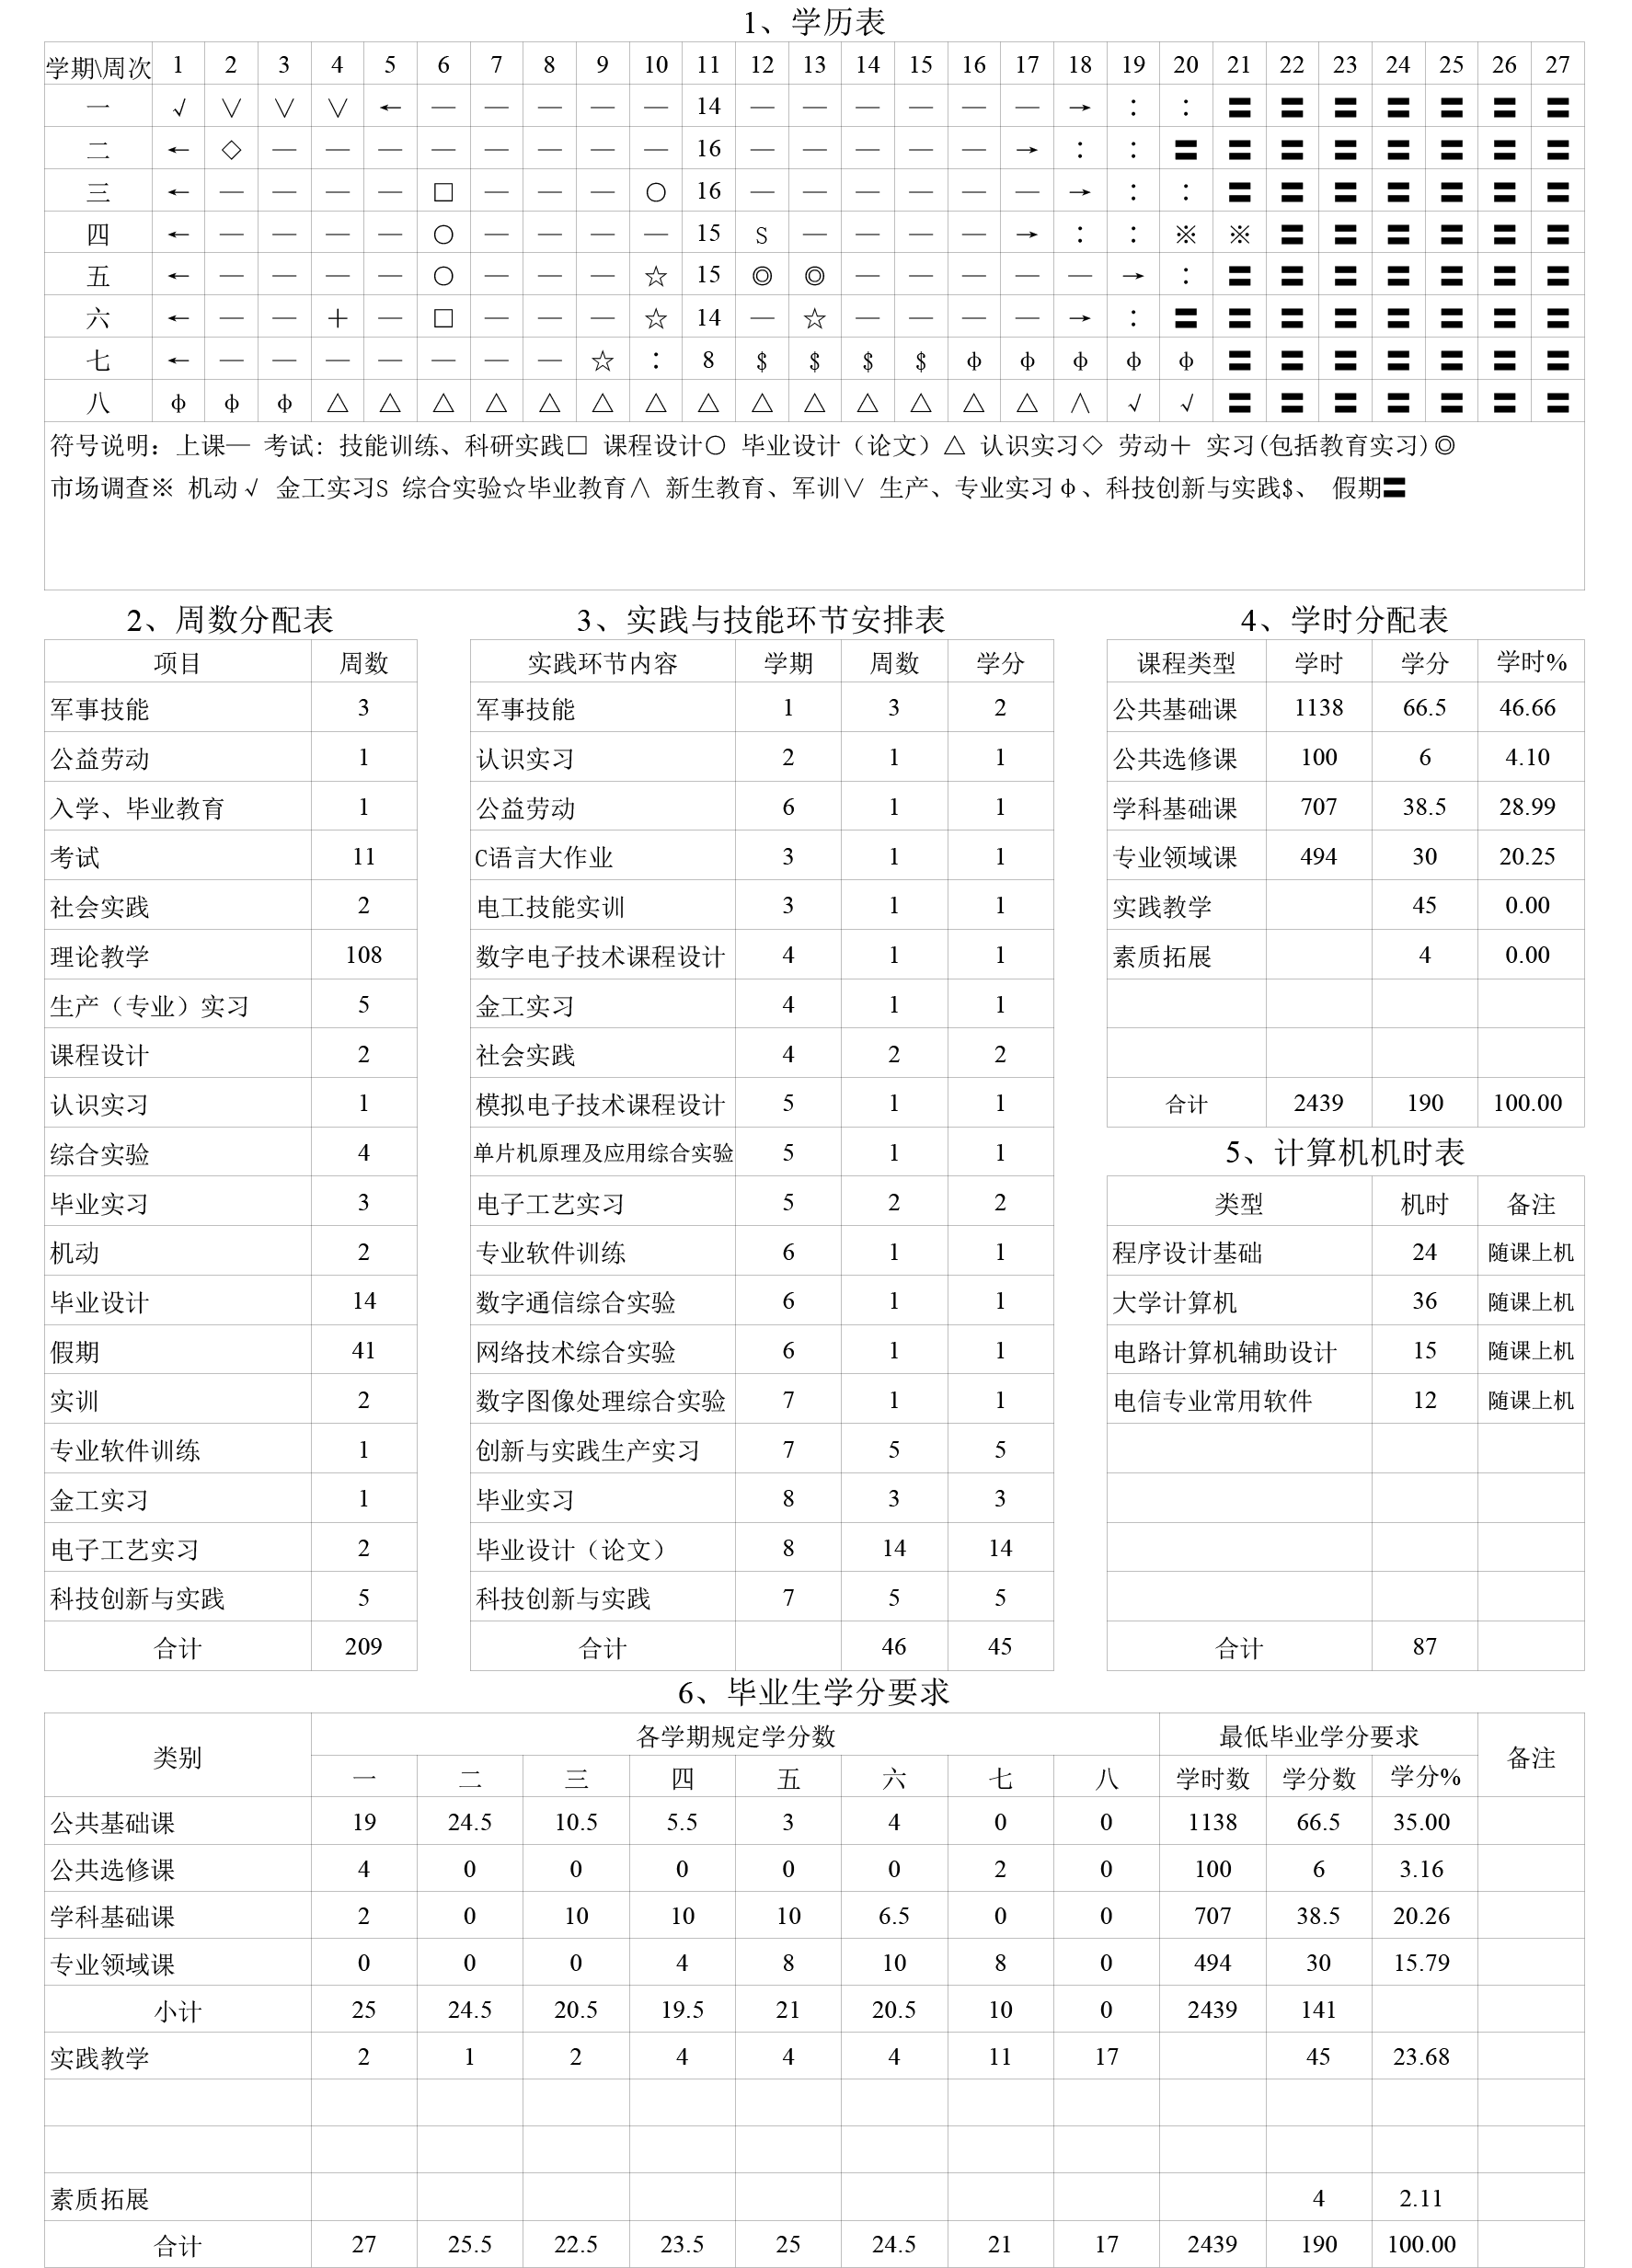 1、学历表
学期\周次 1 2 3 4 5 6 7 8 9 10 11 12 13 14 15 16 17 18 19 20 21 22 23 24 25 26 27
一 √ ∨ ∨ ∨ ← — — — — — 14 — — — — — — → : : 〓 〓 〓 〓 〓 〓 〓
二 ← ◇ — — — — — — — — 16 — — — — — → : : 〓 〓 〓 〓 〓 〓 〓 〓
三 ← — — — — □ — — — ○ 16 — — — — — — → : : 〓 〓 〓 〓 〓 〓 〓
四 ← — — — — ○ — — — — 15 S — — — — → : : ※ ※ 〓 〓 〓 〓 〓 〓
五 ← — — — — ○ — — — ☆ 15 ◎ ◎ — — — — — → : 〓 〓 〓 〓 〓 〓 〓
六 ← — — ＋ — □ — — — ☆ 14 — ☆ — — — — → : 〓 〓 〓 〓 〓 〓 〓 〓
七 ← — — — — — — — ☆ : 8 $ $ $ $ φ φ φ φ φ 〓 〓 〓 〓 〓 〓 〓
八 φ φ φ △ △ △ △ △ △ △ △ △ △ △ △ △ △ ∧ √ √ 〓 〓 〓 〓 〓 〓 〓
符号说明：上课— 考试: 技能训练、科研实践□ 课程设计○ 毕业设计（论文）△ 认识实习◇ 劳动＋ 实习(包括教育实习)◎
市场调查※ 机动√ 金工实习S 综合实验☆毕业教育∧ 新生教育、军训∨ 生产、专业实习φ、科技创新与实践$、 假期〓
2、周数分配表
项目 周数
军事技能 3
公益劳动 1
入学、毕业教育 1
考试 11
社会实践 2
理论教学 108
生产（专业）实习 5
课程设计 2
认识实习 1
综合实验 4
毕业实习 3
机动 2
毕业设计 14
假期 41
实训 2
专业软件训练 1
金工实习 1
电子工艺实习 2
科技创新与实践 5
合计 209
3、实践与技能环节安排表
实践环节内容 学期 周数 学分
军事技能 1 3 2
认识实习 2 1 1
公益劳动 6 1 1
C语言大作业 3 1 1
电工技能实训 3 1 1
数字电子技术课程设计 4 1 1
金工实习 4 1 1
社会实践 4 2 2
模拟电子技术课程设计 5 1 1
单片机原理及应用综合实验 5 1 1
电子工艺实习 5 2 2
专业软件训练 6 1 1
数字通信综合实验 6 1 1
网络技术综合实验 6 1 1
数字图像处理综合实验 7 1 1
创新与实践生产实习 7 5 5
毕业实习 8 3 3
毕业设计（论文） 8 14 14
科技创新与实践 7 5 5
合计 46 45
4、学时分配表
课程类型 学时 学分 学时%
公共基础课 1138 66.5 46.66
公共选修课 100 6 4.10
学科基础课 707 38.5 28.99
专业领域课 494 30 20.25
实践教学 45 0.00
素质拓展 4 0.00
合计 2439 190 100.00
5、计算机机时表
类型 机时 备注
程序设计基础 24 随课上机
大学计算机 36 随课上机
电路计算机辅助设计 15 随课上机
电信专业常用软件 12 随课上机
合计 87
6、毕业生学分要求
类别 各学期规定学分数 最低毕业学分要求 备注
一 二 三 四 五 六 七 八 学时数 学分数 学分%
公共基础课 19 24.5 10.5 5.5 3 4 0 0 1138 66.5 35.00
公共选修课 4 0 0 0 0 0 2 0 100 6 3.16
学科基础课 2 0 10 10 10 6.5 0 0 707 38.5 20.26
专业领域课 0 0 0 4 8 10 8 0 494 30 15.79
小计 25 24.5 20.5 19.5 21 20.5 10 0 2439 141
实践教学 2 1 2 4 4 4 11 17 45 23.68
素质拓展 4 2.11
合计 27 25.5 22.5 23.5 25 24.5 21 17 2439 190 100.00